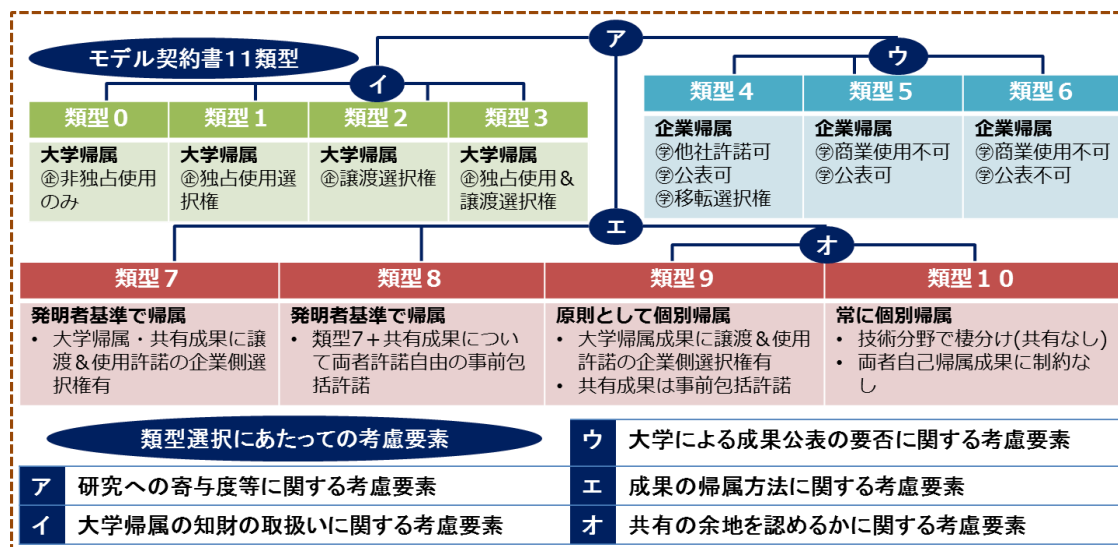 ア
モデル契約書11類型
イ
ウ
類型０
類型１
類型２
類型３
類型４
類型５
類型６
大学帰属
㊭非独占使用
のみ
大学帰属
㊭独占使用選
択権
大学帰属
㊭譲渡選択権
大学帰属
㊭独占使用＆
譲渡選択権
企業帰属
㊫他社許諾可
㊫公表可
㊫移転選択権
企業帰属
㊫商業使用不可
㊫公表可
企業帰属
㊫商業使用不可
㊫公表不可
エ
オ
類型７
類型８
類型９
類型１０
発明者基準で帰属
• 大学帰属・共有成果に譲
渡＆使用許諾の企業側選
択権有
発明者基準で帰属
• 類型７＋共有成果につい
て両者許諾自由の事前包
括許諾
原則として個別帰属
• 大学帰属成果に譲渡＆使用
許諾の企業側選択権有
• 共有成果は事前包括許諾
常に個別帰属
• 技術分野で棲分け(共有なし)
• 両者自己帰属成果に制約な
し
類型選択にあたっての考慮要素
ウ 大学による成果公表の要否に関する考慮要素
ア 研究への寄与度等に関する考慮要素
エ 成果の帰属方法に関する考慮要素
イ 大学帰属の知財の取扱いに関する考慮要素
オ 共有の余地を認めるかに関する考慮要素